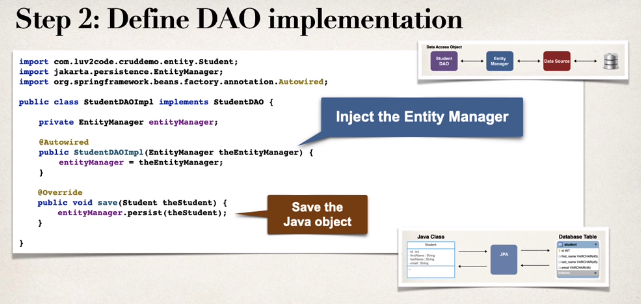 Step 2: Define DAO implementation
import com.luv2code.cruddemo.entity.Student;
import jakarta.persistence.EntityManager;
import org.springframework.beans.factory.annotation.Autowired;
public class StudentDAOImpl implements StudentDAO {
private EntityManager entityManager;
@Autowired
public StudentDAOImpl(EntityManager theEntityManager) {
entityManager = theEntityManager;
}
@Override
public void save(Student theStudent) {
entityManager.persist(theStudent);
}
}
Inject the Entity Manager
Save the
Java object
Data Access Object
Student
DAO
Entity
Manager
Data Source
Java Class
Student
id : int
firstName : String
lastName : String
email : String
JPA
Database Table
student
id INT
first_name VARCHAR(45)
last_name VARCHAR(45)
email VARCHAR(45)